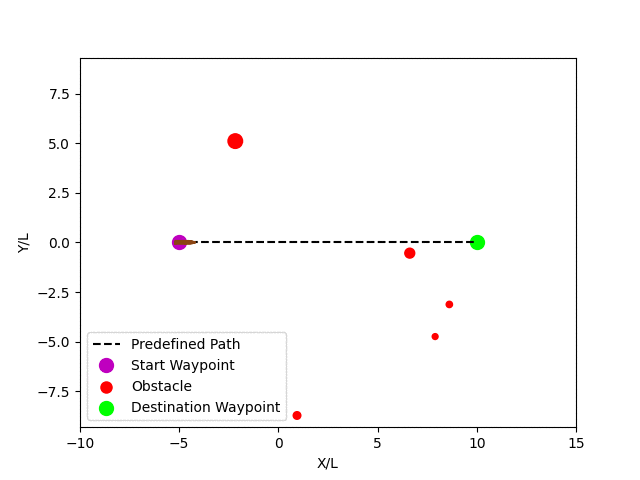 7.5
5.0
2.5
0.0
−2.5
−5.0
−7.5
Y/L
Predefined Path
Start Waypoint
Obstacle
Destination Waypoint
−10
−5
0
5
10
15
X/L